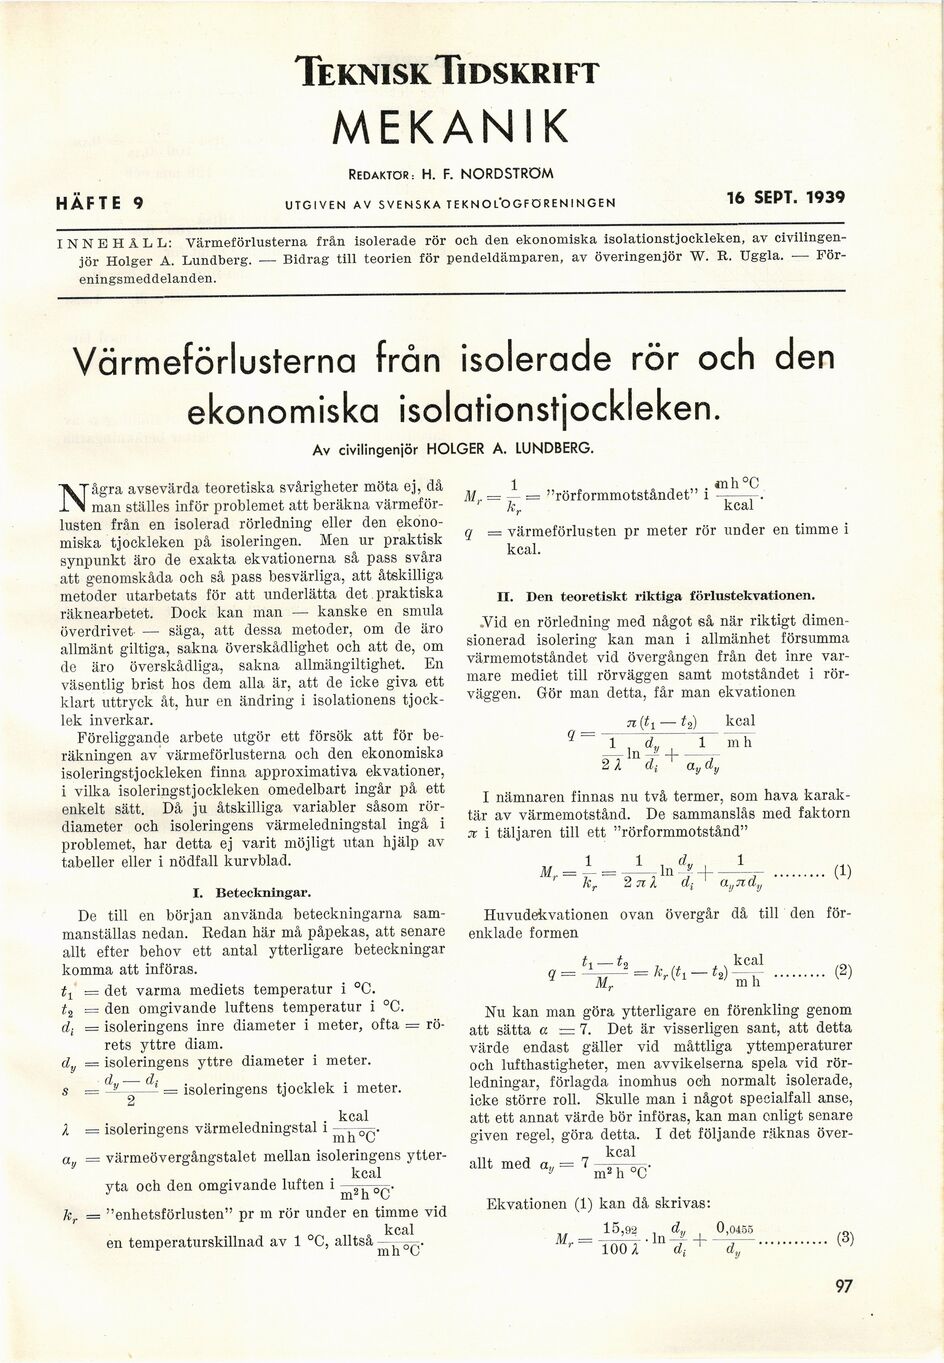 TEKNISK TIDSKRIFT
MEKANIK
REDAKTÖR: H. F. NORDSTRÖM
HÄFTE 9
UTGIVEN AV SVENSKA TEKNOLOGFÖRENINGEN
16 SEPT. 1939
INNEHÅLL: Värmeförlusterna från isolerade rör och den ekonomiska isolationstjockleken, av civilingen-
jör Holger A. Lundberg. — Bidrag till teorien för pendeldämparen, av överingenjör W. R. Uggla. — För-
eningsmeddelanden.
Värmeförlusterna från isolerade rör och den
ekonomiska isolationstjockleken.
Av civilingenjör HOLGER A. LUNDBERG.
Några avsevärda teoretiska svårigheter möta ej, då
man ställes inför problemet att beräkna värmeför-
lusten från en isolerad rörledning eller den ekono-
miska tjockleken på isoleringen. Men ur praktisk
synpunkt äro de exakta ekvationerna så pass svåra
att genomskåda och så pass besvärliga, att åtskilliga
metoder utarbetats för att underlätta det praktiska
räknearbetet. Dock kan man — kanske en smula
överdrivet — säga, att dessa metoder, om de äro
allmänt giltiga, sakna överskådlighet och att de, om
de äro överskådliga, sakna allmängiltighet. En
väsentlig brist hos dem alla är, att de icke giva ett
klart uttryck åt, hur en ändring i isolationens tjock-
lek inverkar.
Föreliggande arbete utgör ett försök att för be-
räkningen av värmeförlusterna och den ekonomiska
isoleringstjockleken finna approximativa ekvationer,
i vilka isoleringstjockleken omedelbart ingår på ett
enkelt sätt. Då ju åtskilliga variabler såsom rör-
diameter och isoleringens värmeledningstal ingå i
problemet, har detta ej varit möjligt utan hjälp av
tabeller eller i nödfall kurvblad.
I. Beteckningar.
De till en början använda beteckningarna sam-
manställas nedan. Redan här må påpekas, att senare
allt efter behov ett antal ytterligare beteckningar
komma att införas.
t₁ = det varma mediets temperatur i °C.
t₂ = den omgivande luftens temperatur i °C.
dᵢ = isoleringens inre diameter i meter, ofta = rö-
rets yttre diam.
d_y = isoleringens yttre diameter i meter.
s = (d_y — dᵢ)/2 = isoleringens tjocklek i meter.
λ = isoleringens värmeledningstal i kcal/(m h °C).
α_y = värmeövergångstalet mellan isoleringens ytter-
yta och den omgivande luften i kcal/(m² h °C).
k_r = "enhetsförlusten" pr m rör under en timme vid
en temperaturskillnad av 1 °C, alltså kcal/(m h °C).
M_r = 1/k_r = "rörformmotståndet" i m h °C/kcal.
q = värmeförlusten pr meter rör under en timme i
kcal.
II. Den teoretiskt riktiga förlustekvationen.
Vid en rörledning med något så när riktigt dimen-
sionerad isolering kan man i allmänhet försumma
värmemotståndet vid övergången från det inre var-
mare mediet till rörväggen samt motståndet i rör-
väggen. Gör man detta, får man ekvationen
q = π (t₁ — t₂) / (1/(2 λ) ln d_y/dᵢ + 1/(α_y d_y)) kcal/(m h)
I nämnaren finnas nu två termer, som hava karak-
tär av värmemotstånd. De sammanslås med faktorn
π i täljaren till ett "rörformmotstånd"
M_r = 1/k_r = 1/(2 π λ) ln d_y/dᵢ + 1/(α_y π d_y) ......... (1)
Huvudekvationen ovan övergår då till den för-
enklade formen
q = (t₁ — t₂)/M_r = k_r (t₁ — t₂) kcal/(m h) ......... (2)
Nu kan man göra ytterligare en förenkling genom
att sätta α = 7. Det är visserligen sant, att detta
värde endast gäller vid måttliga yttemperaturer
och lufthastigheter, men avvikelserna spela vid rör-
ledningar, förlagda inomhus och normalt isolerade,
icke större roll. Skulle man i något specialfall anse,
att ett annat värde bör införas, kan man enligt senare
given regel, göra detta. I det följande räknas över-
allt med α_y = 7 kcal/(m² h °C).
Ekvationen (1) kan då skrivas:
M_r = 15,92/(100 λ) · ln d_y/dᵢ + 0,0455/d_y ............ (3)
97